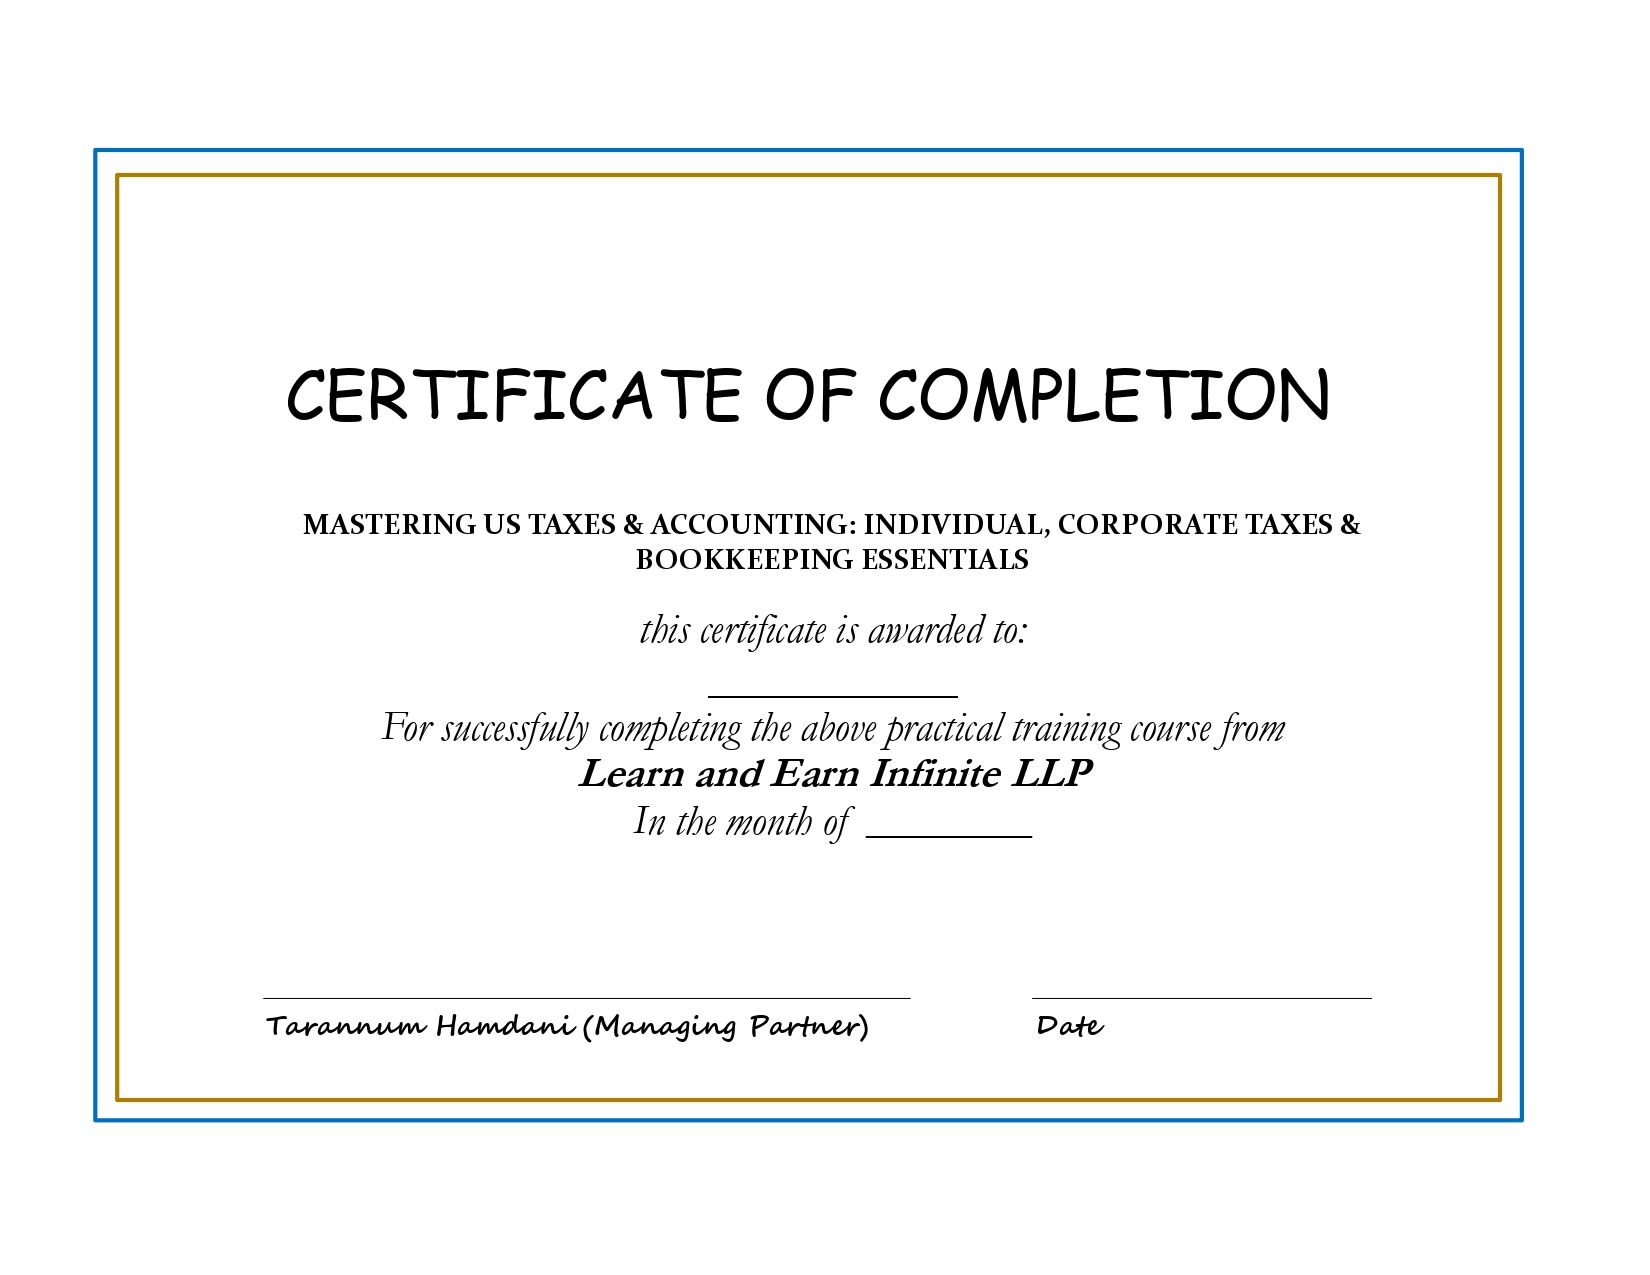 CERTIFICATE OF COMPLETION
MASTERING US TAXES & ACCOUNTING: INDIVIDUAL, CORPORATE TAXES &
BOOKKEEPING ESSENTIALS
this certificate is awarded to:
_______________
For successfully completing the above practical training course from
Learn and Earn Infinite LLP
In the month of __________
Tarannum Hamdani (Managing Partner)
Date